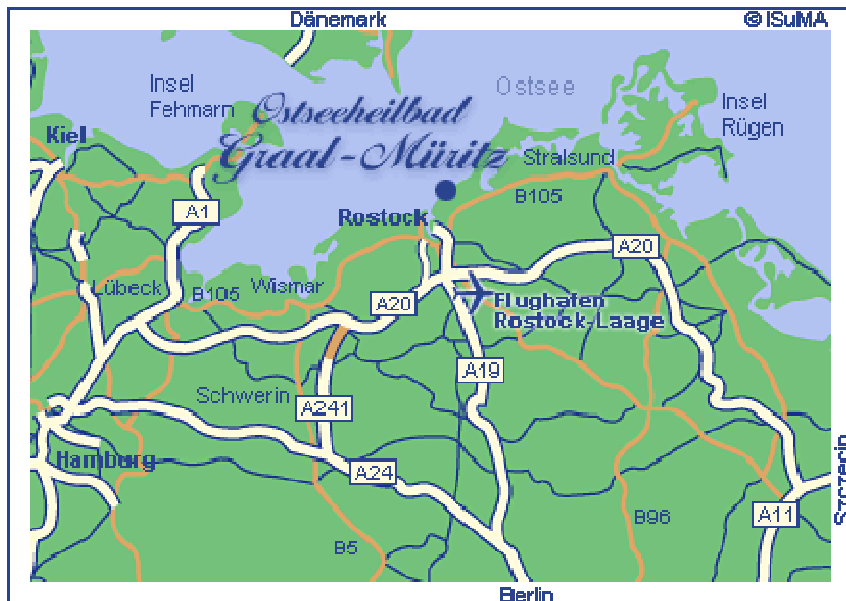 Dänemark
© ISuMA
Insel
Fehmarn
Ostsee
Insel
Rügen
Ostseeheilbad
Graal-Müritz
Kiel
Stralsund
B105
A1
Rostock
A20
Lübeck
B105
Wismar
A20
Flughafen
Rostock-Laage
A19
Schwerin
A241
Hamburg
A24
Szczecin
A11
B96
B5
Berlin